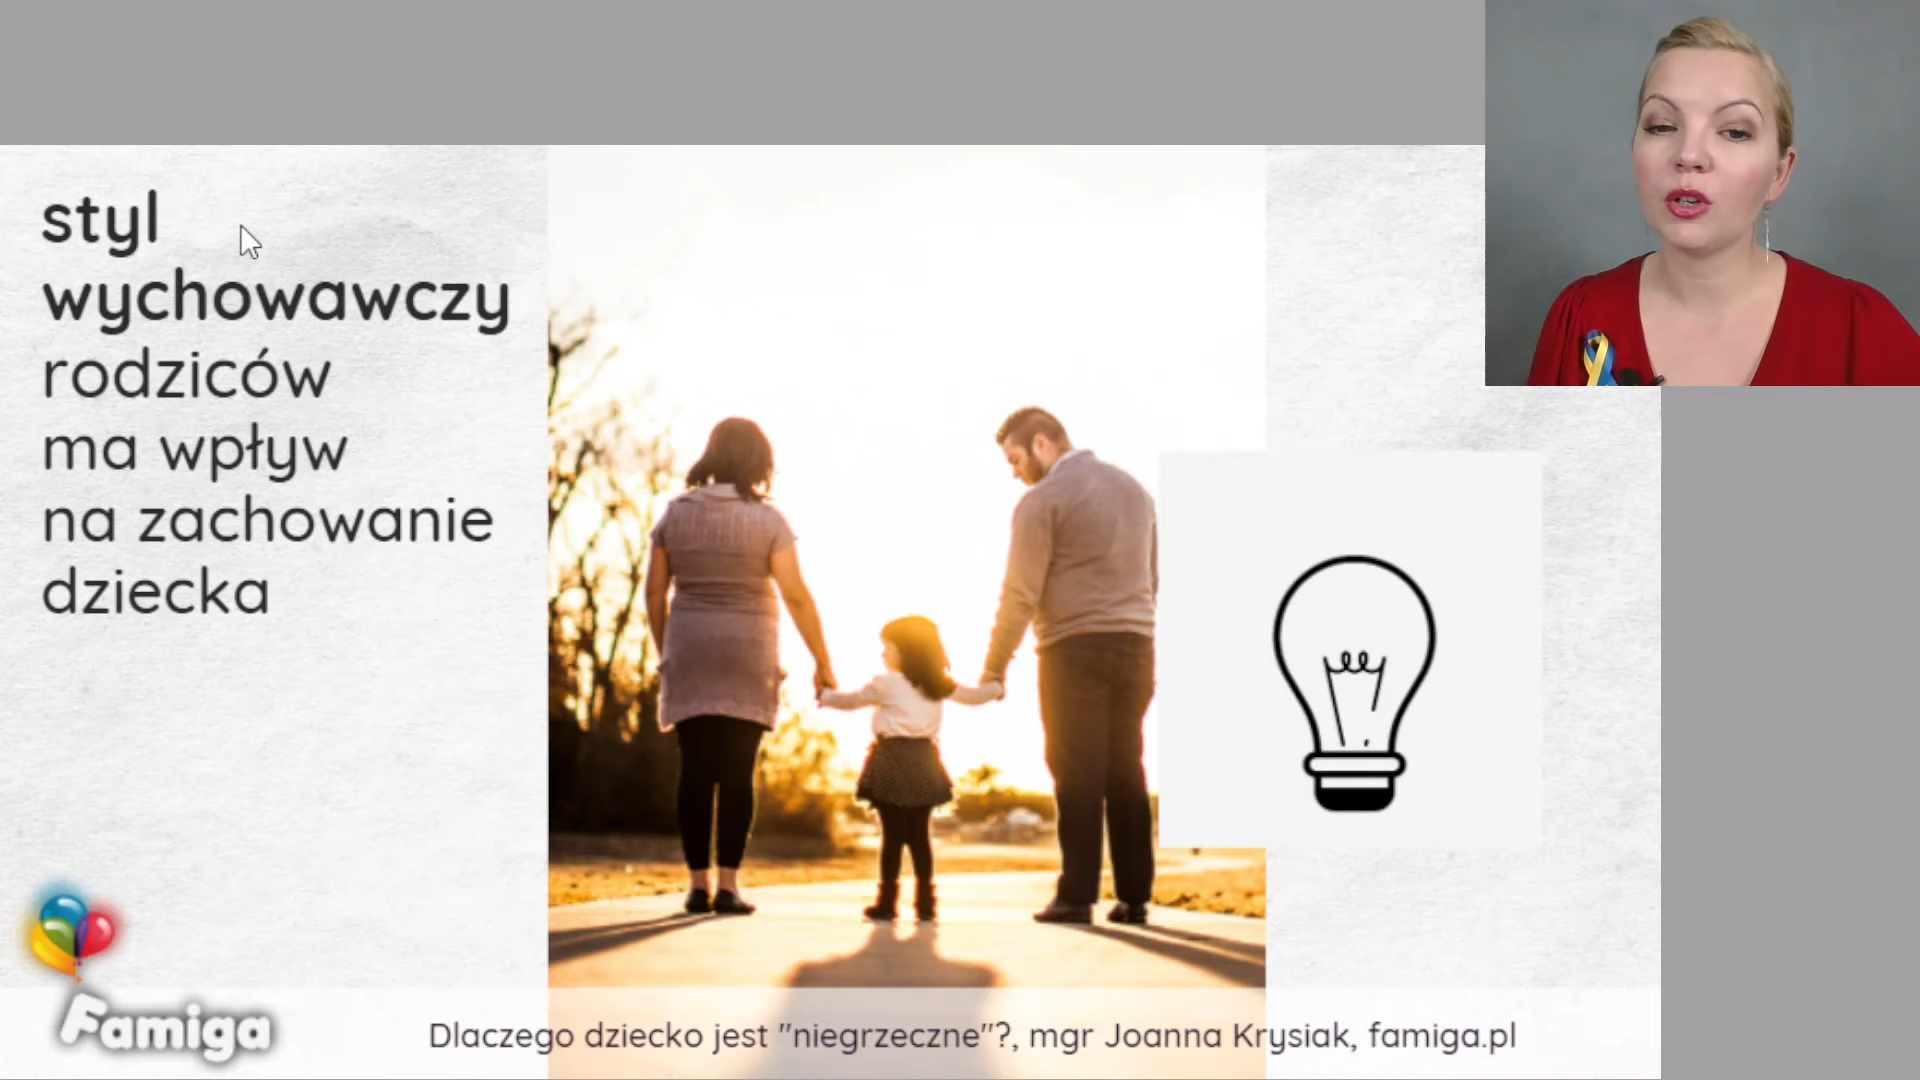 styl
wychowawczy
rodziców
ma wpływ
na zachowanie
dziecka
Famiga
Dlaczego dziecko jest "niegrzeczne"?, mgr Joanna Krysiak, famiga.pl